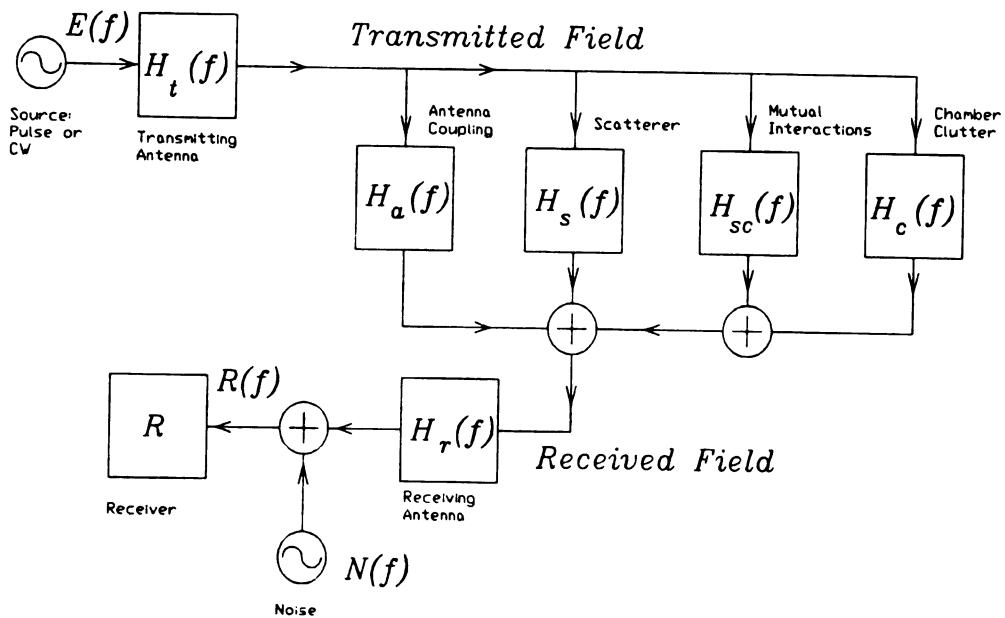 E(f)
H_t(f)
Transmitted Field
Source:
Pulse or
CW
Transmitting
Antenna
Antenna
Coupling
Scatterer
Mutual
Interactions
Chamber
Clutter
H_a(f)
H_s(f)
H_sc(f)
H_c(f)
+
+
R
R(f)
+
H_r(f)
Received Field
Receiver
Receiving
Antenna
N(f)
Noise